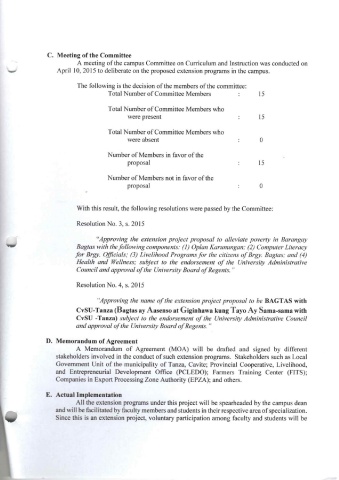 C. Meeting of the Committee
A meeting of the campus Committee on Curriculum and Instruction was conducted on
April 10, 2015 to deliberate on the proposed extension programs in the campus.
The following is the decision of the members of the committee:
Total Number of Committee Members : 15
Total Number of Committee Members who
were present : 15
Total Number of Committee Members who
were absent : 0
Number of Members in favor of the
proposal : 15
Number of Members not in favor of the
proposal : 0
With this result, the following resolutions were passed by the Committee:
Resolution No. 3, s. 2015
"Approving the extension project proposal to alleviate poverty in Barangay
Bagtas with the following components: (1) Oplan Karunungan; (2) Computer Literacy
for Brgy. Officials; (3) Livelihood Programs for the citizens of Brgy. Bagtas; and (4)
Health and Wellness; subject to the endorsement of the University Administrative
Council and approval of the University Board of Regents."
Resolution No. 4, s. 2015
"Approving the name of the extension project proposal to be BAGTAS with
CvSU-Tanza (Bagtas ay Aasenso at Giginhawa kung Tayo Ay Sama-sama with
CvSU -Tanza) subject to the endorsement of the University Administrative Council
and approval of the University Board of Regents."
D. Memorandum of Agreement
A Memorandum of Agreement (MOA) will be drafted and signed by different
stakeholders involved in the conduct of such extension programs. Stakeholders such as Local
Government Unit of the municipality of Tanza, Cavite; Provincial Cooperative, Livelihood,
and Entrepreneurial Development Office (PCLEDO); Farmers Training Center (FITS);
Companies in Export Processing Zone Authority (EPZA); and others.
E. Actual Implementation
All the extension programs under this project will be spearheaded by the campus dean
and will be facilitated by faculty members and students in their respective area of specialization.
Since this is an extension project, voluntary participation among faculty and students will be